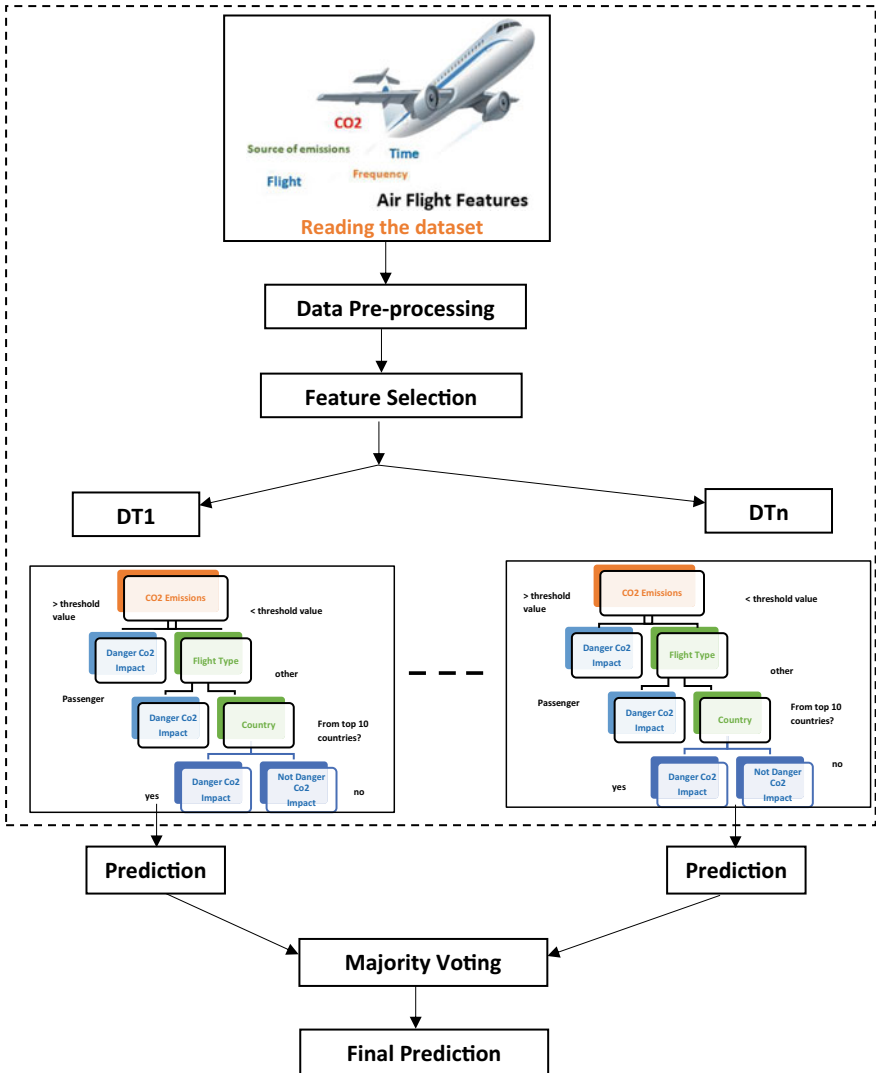 CO2
Source of emissions
Time
Frequency
Flight
Air Flight Features
Reading the dataset
Data Pre-processing
Feature Selection
DT1
DTn
CO2 Emissions
> threshold
value
< threshold value
Danger Co2
Impact
Flight Type
other
Passenger
Danger Co2
Impact
Country
From top 10
countries?
Danger Co2
Impact
Not Danger
Co2
Impact
yes
no
CO2 Emissions
> threshold
value
< threshold value
Danger Co2
Impact
Flight Type
other
Passenger
Danger Co2
Impact
Country
From top 10
countries?
Danger Co2
Impact
Not Danger
Co2
Impact
yes
no
Prediction
Prediction
Majority Voting
Final Prediction